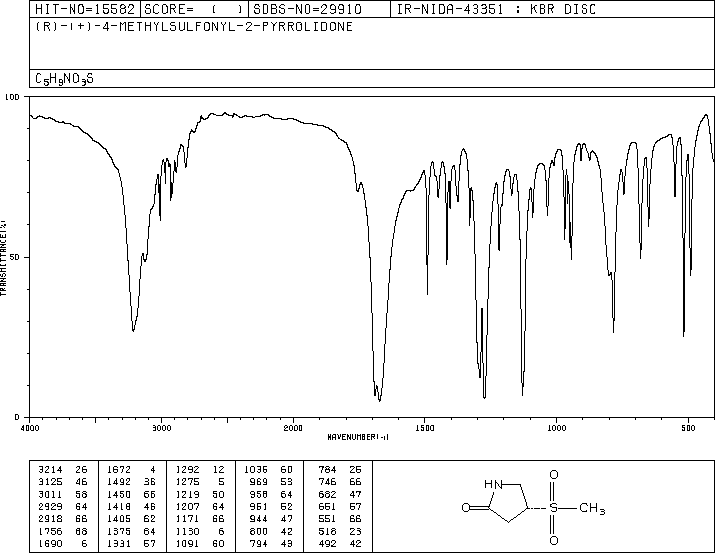 HIT-NO=15582 SCORE= ( ) SDBS-NO=29910 IR-NIDA-43351 : KBR DISC
(R)-(+)-4-METHYLSULFONYL-2-PYRROLIDONE
C5H9NO3S
100
50
0
TRANSMITTANCE(%)
4000 3000 2000 1500 1000 500
WAVENUMBER(-1)
3214 26 1672 4 1292 12 1036 60 784 25
3125 46 1492 36 1275 5 969 53 746 66
3011 58 1450 66 1219 50 958 64 682 47
2929 64 1418 46 1207 64 951 52 651 57
2918 66 1405 62 1171 66 944 47 551 66
1756 68 1375 64 1130 6 800 42 518 23
1690 6 1331 57 1091 60 794 43 492 42
HN
O
O
S
CH3
O